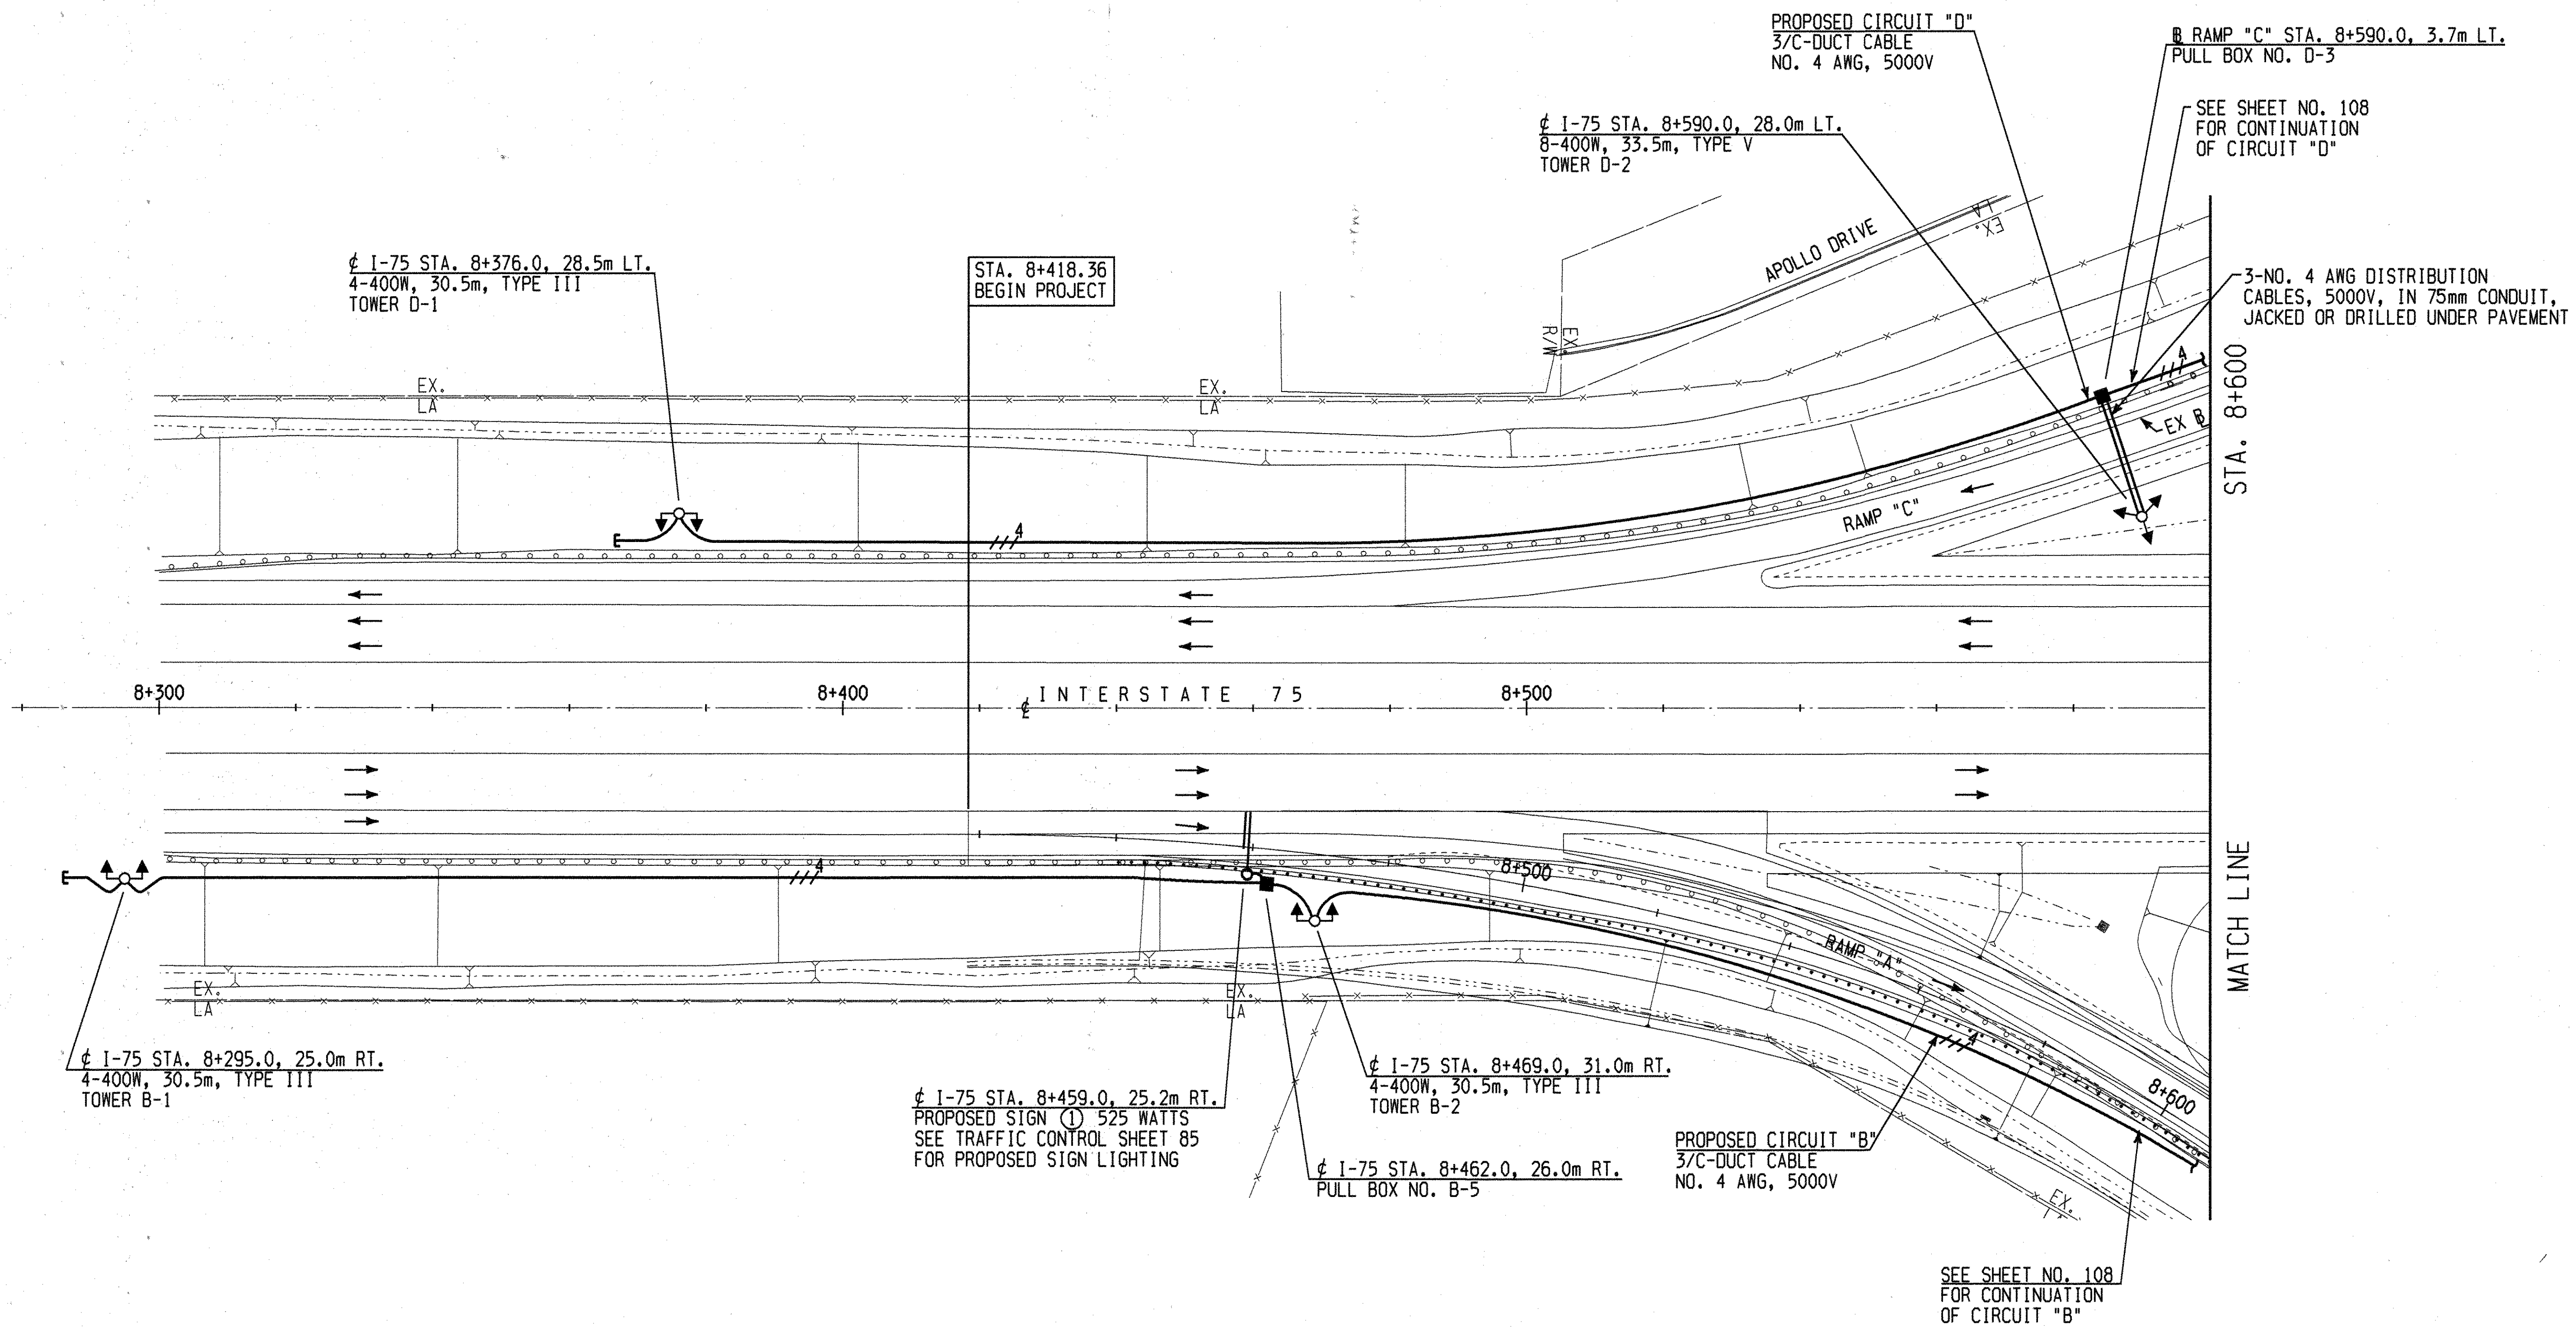 PROPOSED CIRCUIT "D"
3/C-DUCT CABLE
NO. 4 AWG, 5000V
℄ RAMP "C" STA. 8+590.0, 3.7m LT.
PULL BOX NO. D-3
SEE SHEET NO. 108
FOR CONTINUATION
OF CIRCUIT "D"
℄ I-75 STA. 8+590.0, 28.0m LT.
8-400W, 33.5m, TYPE V
TOWER D-2
℄ I-75 STA. 8+376.0, 28.5m LT.
4-400W, 30.5m, TYPE III
TOWER D-1
STA. 8+418.36
BEGIN PROJECT
APOLLO DRIVE
LA
EX.
3-NO. 4 AWG DISTRIBUTION
CABLES, 5000V, IN 75mm CONDUIT,
JACKED OR DRILLED UNDER PAVEMENT
EX.
R/W
EX.
LA
EX.
LA
4
EX
STA. 8+600
4
RAMP "C"
8+300
8+400
℄ INTERSTATE 75
8+500
4
8+500
RAMP "A"
MATCH LINE
EX.
LA
EX.
LA
4
8+600
℄ I-75 STA. 8+295.0, 25.0m RT.
4-400W, 30.5m, TYPE III
TOWER B-1
℄ I-75 STA. 8+459.0, 25.2m RT.
PROPOSED SIGN ① 525 WATTS
SEE TRAFFIC CONTROL SHEET 85
FOR PROPOSED SIGN LIGHTING
℄ I-75 STA. 8+469.0, 31.0m RT.
4-400W, 30.5m, TYPE III
TOWER B-2
℄ I-75 STA. 8+462.0, 26.0m RT.
PULL BOX NO. B-5
PROPOSED CIRCUIT "B"
3/C-DUCT CABLE
NO. 4 AWG, 5000V
EX.
SEE SHEET NO. 108
FOR CONTINUATION
OF CIRCUIT "B"